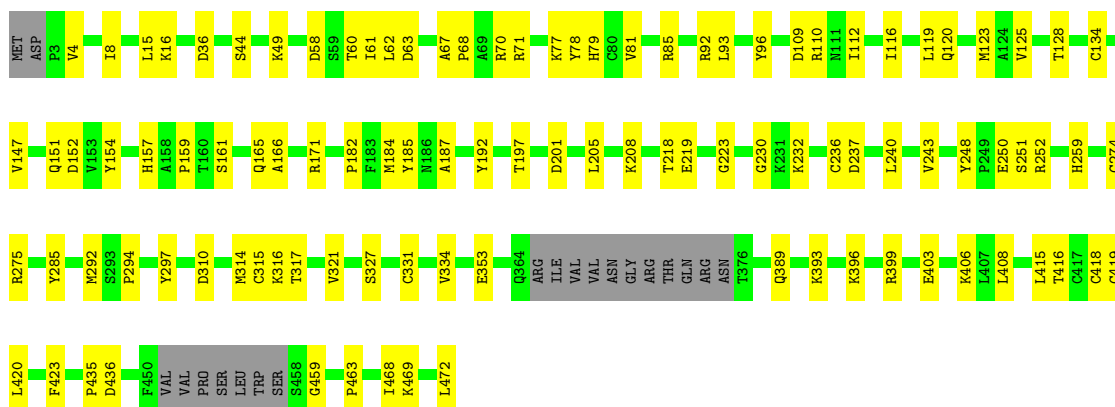 MET ASP P3 V4 I8 L15 K16 D36 S44 K49 D58 S59 T60 I61 L62 D63 A67 P68 A69 R70 R71 K77 Y78 H79 C80 V81 R85 R92 L93 Y96 D109 R110 N111 I112 I116 L119 Q120 M123 A124 V125 T128 C134
V147 Q151 D152 V153 Y154 H157 A158 P159 T160 S161 Q165 A166 R171 P182 F183 M184 Y185 N186 A187 Y192 T197 D201 L205 K208 T218 E219 G223 G230 K231 K232 C236 D237 L240 V243 Y248 P249 E250 S251 R252 H259
R275 Y285 M292 S293 P294 Y297 D310 M314 C315 K316 T317 V321 S327 C331 V334 E353 Q364 ARG ILE VAL VAL ASN GLY ARG THR GLN ARG ASN T376 Q389 K393 K396 R399 E403 K406 L407 L408 L415 T416 C417 C418
L420 F423 P435 D436 F450 VAL VAL PRO SER LEU TRP SER S458 G459 P463 I468 K469 L472